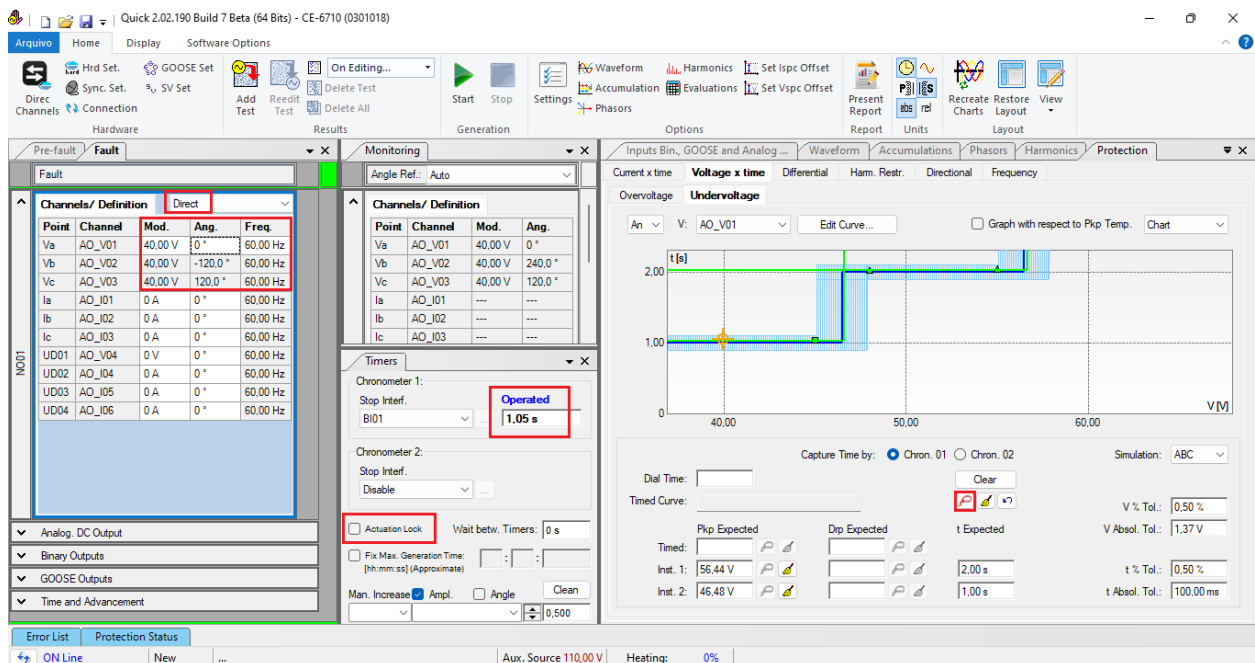 Quick 2.02.190 Build 7 Beta (64 Bits) - CE-6710 (0301018)
Arquivo Home Display Software Options
Direc Channels
Hrd Set.
Sync. Set.
Connection
GOOSE Set
SV Set
Hardware
Add Test
Reedit Test
On Editing...
Delete Test
Delete All
Results
Start Stop
Generation
Settings
Waveform Harmonics Set Ispc Offset
Accumulation Evaluations Set Vspc Offset
Phasors
Options
Present Report
Report
abs rel
Units
Recreate Charts
Restore Layout
View
Layout
Pre-fault Fault
Fault
NO01
Channels/ Definition Direct
Point Channel Mod. Ang. Freq.
Va AO_V01 40,00 V 0 ° 60,00 Hz
Vb AO_V02 40,00 V -120,0 ° 60,00 Hz
Vc AO_V03 40,00 V 120,0 ° 60,00 Hz
Ia AO_I01 0 A 0 ° 60,00 Hz
Ib AO_I02 0 A 0 ° 60,00 Hz
Ic AO_I03 0 A 0 ° 60,00 Hz
UD01 AO_V04 0 V 0 ° 60,00 Hz
UD02 AO_I04 0 A 0 ° 60,00 Hz
UD03 AO_I05 0 A 0 ° 60,00 Hz
UD04 AO_I06 0 A 0 ° 60,00 Hz
Analog. DC Output
Binary Outputs
GOOSE Outputs
Time and Advancement
Monitoring
Angle Ref.: Auto
Channels/ Definition
Point Channel Mod. Ang.
Va AO_V01 40,00 V 0 °
Vb AO_V02 40,00 V 240,0 °
Vc AO_V03 40,00 V 120,0 °
Ia AO_I01 --- ---
Ib AO_I02 --- ---
Ic AO_I03 --- ---
Timers
Chronometer 1:
Stop Interf. Operated
BI01 ... 1,05 s
Chronometer 2:
Stop Interf.
Disable ...
Actuation Lock Wait betw. Timers: 0 s
Fix Max. Generation Time: : :
[hh:mm:ss] (Approximate)
Man. Increase Ampl. Angle Clean
0,500
Inputs Bin., GOOSE and Analog ... Waveform Accumulations Phasors Harmonics Protection
Current x time Voltage x time Differential Harm. Restr. Directional Frequency
Overvoltage Undervoltage
An V: AO_V01 Edit Curve... Graph with respect to Pkp Temp. Chart
t [s]
2,00
1,00
0
V [V]
40,00 50,00 60,00
Capture Time by: Chron. 01 Chron. 02 Simulation: ABC
Dial Time: Clear
Timed Curve: V % Tol.: 0,50 %
Pkp Expected Drp Expected t Expected V Absol. Tol.: 1,37 V
Timed:
Inst. 1: 56,44 V 2,00 s t % Tol.: 0,50 %
Inst. 2: 46,48 V 1,00 s t Absol. Tol.: 100,00 ms
Error List Protection Status
ON Line New ... Aux. Source 110,00 V Heating: 0%